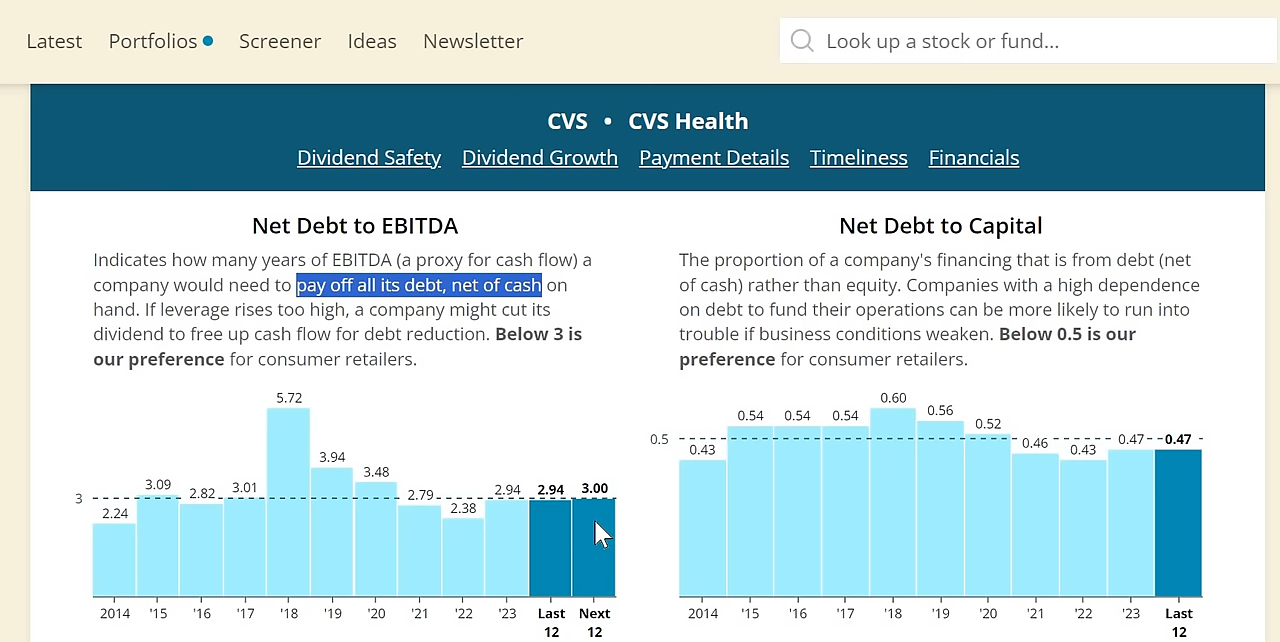 Latest Portfolios Screener Ideas Newsletter Look up a stock or fund...
CVS • CVS Health
Dividend Safety Dividend Growth Payment Details Timeliness Financials
Net Debt to EBITDA
Indicates how many years of EBITDA (a proxy for cash flow) a
company would need to pay off all its debt, net of cash on
hand. If leverage rises too high, a company might cut its
dividend to free up cash flow for debt reduction. Below 3 is
our preference for consumer retailers.
5.72
3.94
3.48
3.09
3.01
2.82
2.79
2.94
2.94
3.00
3
2.24
2.38
2014 '15 '16 '17 '18 '19 '20 '21 '22 '23 Last Next
12 12
Net Debt to Capital
The proportion of a company's financing that is from debt (net
of cash) rather than equity. Companies with a high dependence
on debt to fund their operations can be more likely to run into
trouble if business conditions weaken. Below 0.5 is our
preference for consumer retailers.
0.60
0.54 0.54 0.54
0.56
0.52
0.5
0.43
0.46
0.43
0.47
0.47
2014 '15 '16 '17 '18 '19 '20 '21 '22 '23 Last
12